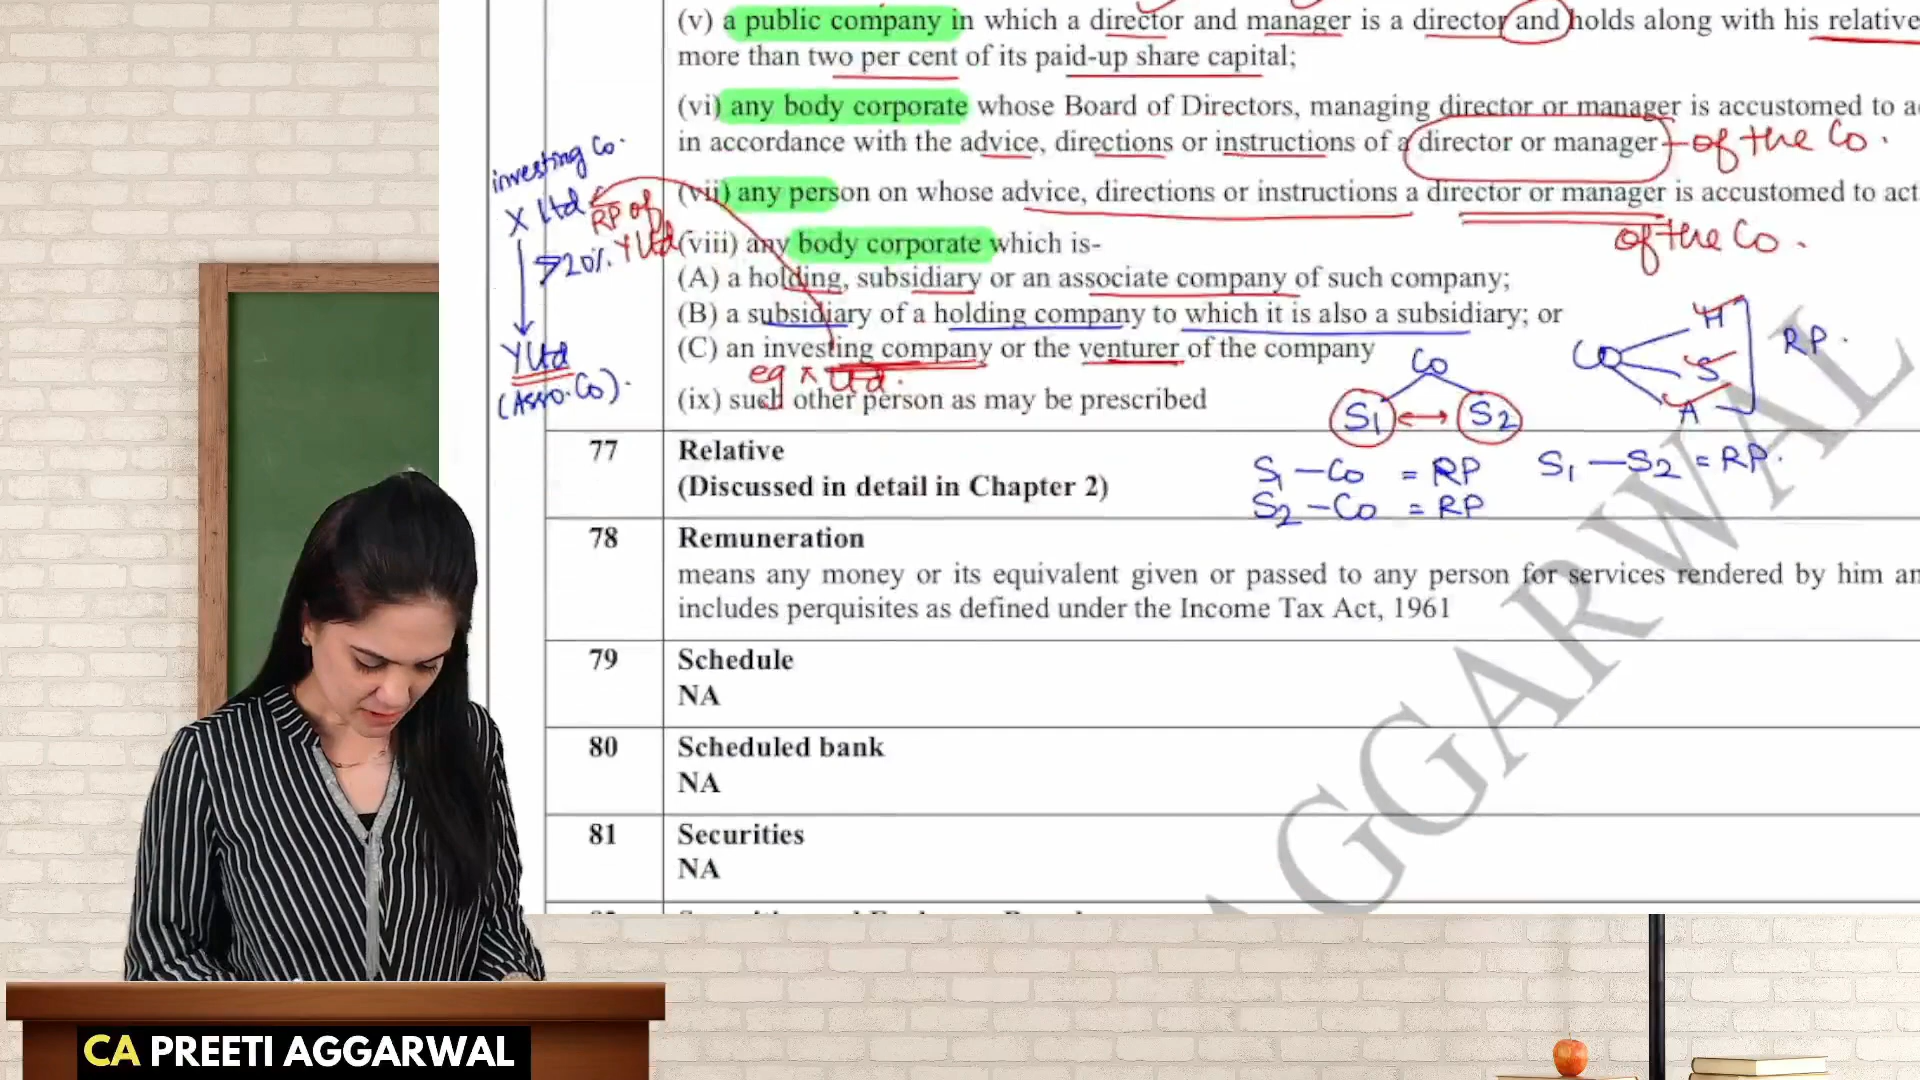 (v) a public company in which a director and manager is a director and holds along with his relative
more than two per cent of its paid-up share capital;
(vi) any body corporate whose Board of Directors, managing director or manager is accustomed to a
in accordance with the advice, directions or instructions of a director or manager - of the Co.
(vii) any person on whose advice, directions or instructions a director or manager is accustomed to act
of the Co.
(viii) any body corporate which is-
(A) a holding, subsidiary or an associate company of such company;
(B) a subsidiary of a holding company to which it is also a subsidiary; or
(C) an investing company or the venturer of the company
eg X Ltd.
(ix) such other person as may be prescribed
investing Co.
X Ltd
RP of
Y Ltd
>20%.
Y Ltd
(Asso. Co).
Co
S1 ↔ S2
S1 – Co = RP
S2 – Co = RP
S1 – S2 = RP.
CO
H
S
A
RP.
77
Relative
(Discussed in detail in Chapter 2)
78
Remuneration
means any money or its equivalent given or passed to any person for services rendered by him an
includes perquisites as defined under the Income Tax Act, 1961
79
Schedule
NA
80
Scheduled bank
NA
81
Securities
NA
AGGARWAL
CA PREETI AGGARWAL